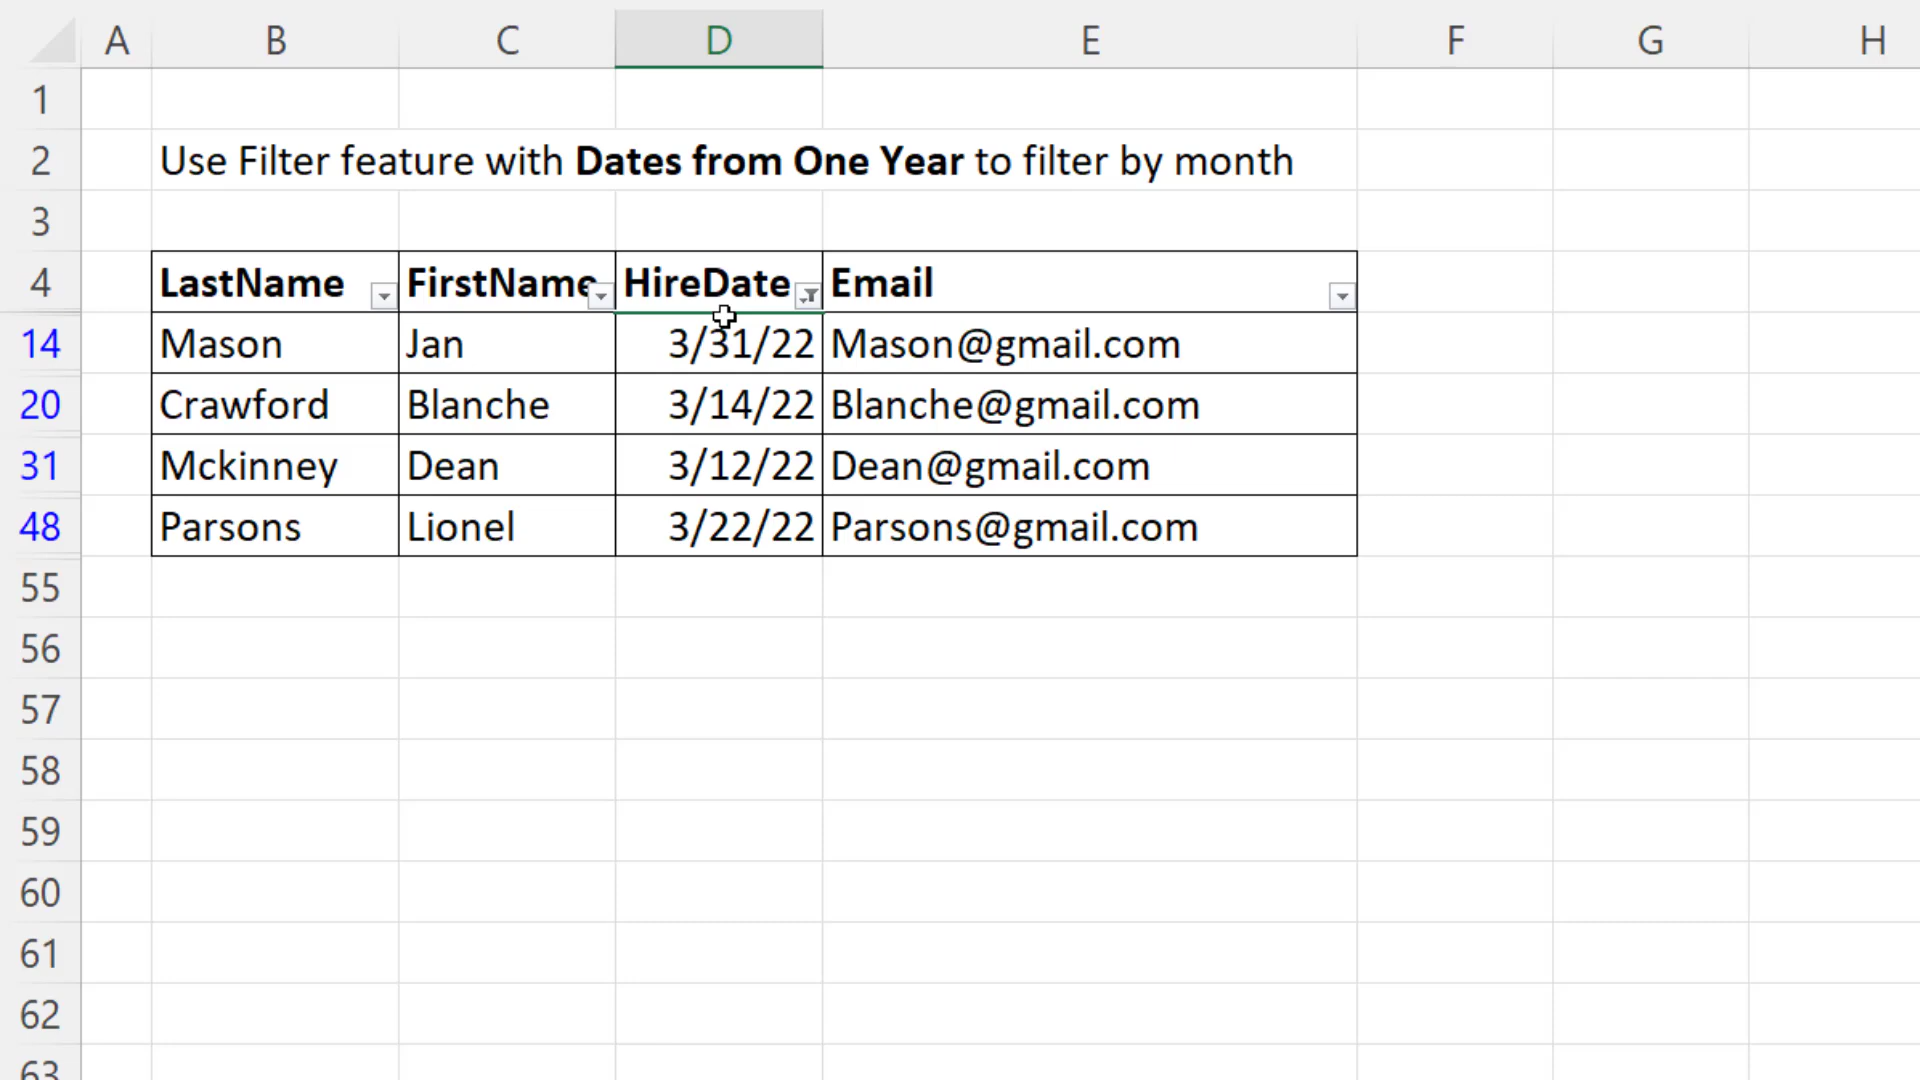 A B C D E F G H
1
2 Use Filter feature with Dates from One Year to filter by month
3
4 LastName FirstName HireDate Email
14 Mason Jan 3/31/22 Mason@gmail.com
20 Crawford Blanche 3/14/22 Blanche@gmail.com
31 Mckinney Dean 3/12/22 Dean@gmail.com
48 Parsons Lionel 3/22/22 Parsons@gmail.com
55
56
57
58
59
60
61
62
63